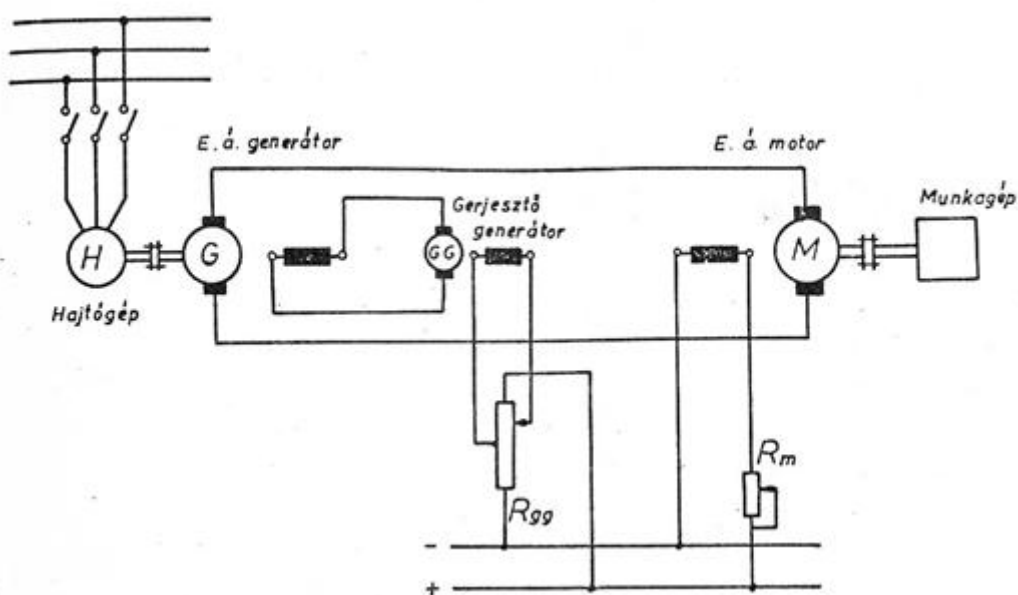 E. á. generátor
E. á. motor
Munkagép
Gerjesztő
generátor
H
G
GG
M
Hajtógép
Rm
Rgg
-
+